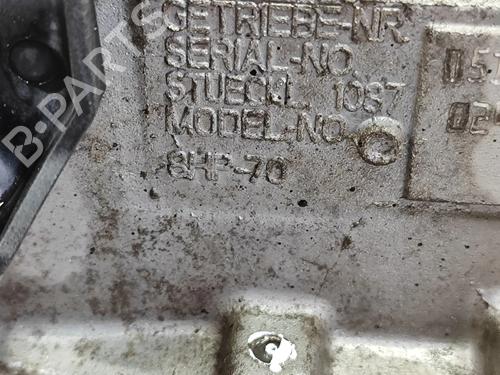 GETRIEBE-NR.
SERIAL-NO.
STUECKL. 1087
MODEL-NO.
8HP-70
B-PARTS